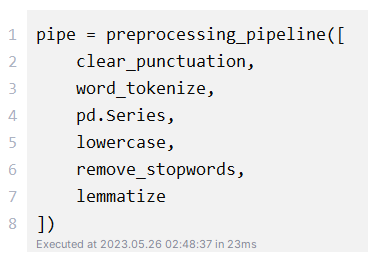 1 pipe = preprocessing_pipeline([
2     clear_punctuation,
3     word_tokenize,
4     pd.Series,
5     lowercase,
6     remove_stopwords,
7     lemmatize
8 ])
Executed at 2023.05.26 02:48:37 in 23ms